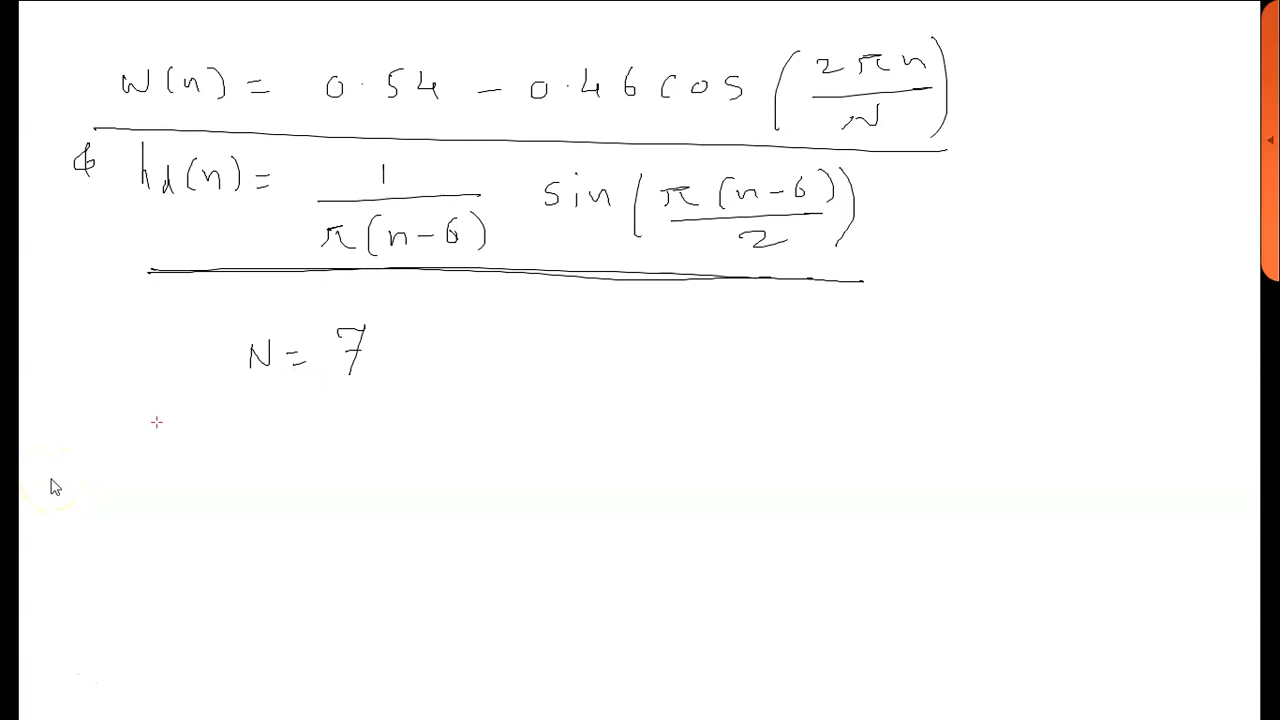 w(n) = 0.54 - 0.46 cos (2πn/N)
& hd(n) = 1/π(n-6) sin (π(n-6)/2)
N = 7